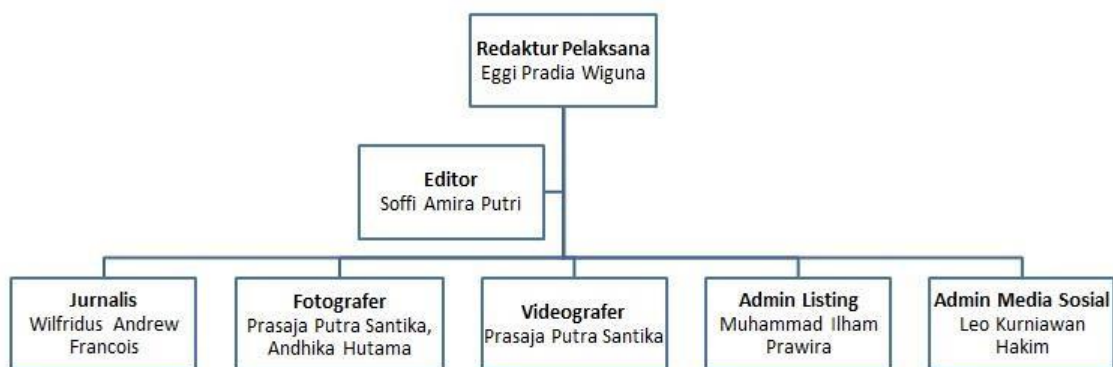 Redaktur Pelaksana
Eggi Pradia Wiguna
Editor
Soffi Amira Putri
Jurnalis
Wilfridus Andrew
Francois
Fotografer
Prasaja Putra Santika,
Andhika Hutama
Videografer
Prasaja Putra Santika
Admin Listing
Muhammad Ilham
Prawira
Admin Media Sosial
Leo Kurniawan
Hakim